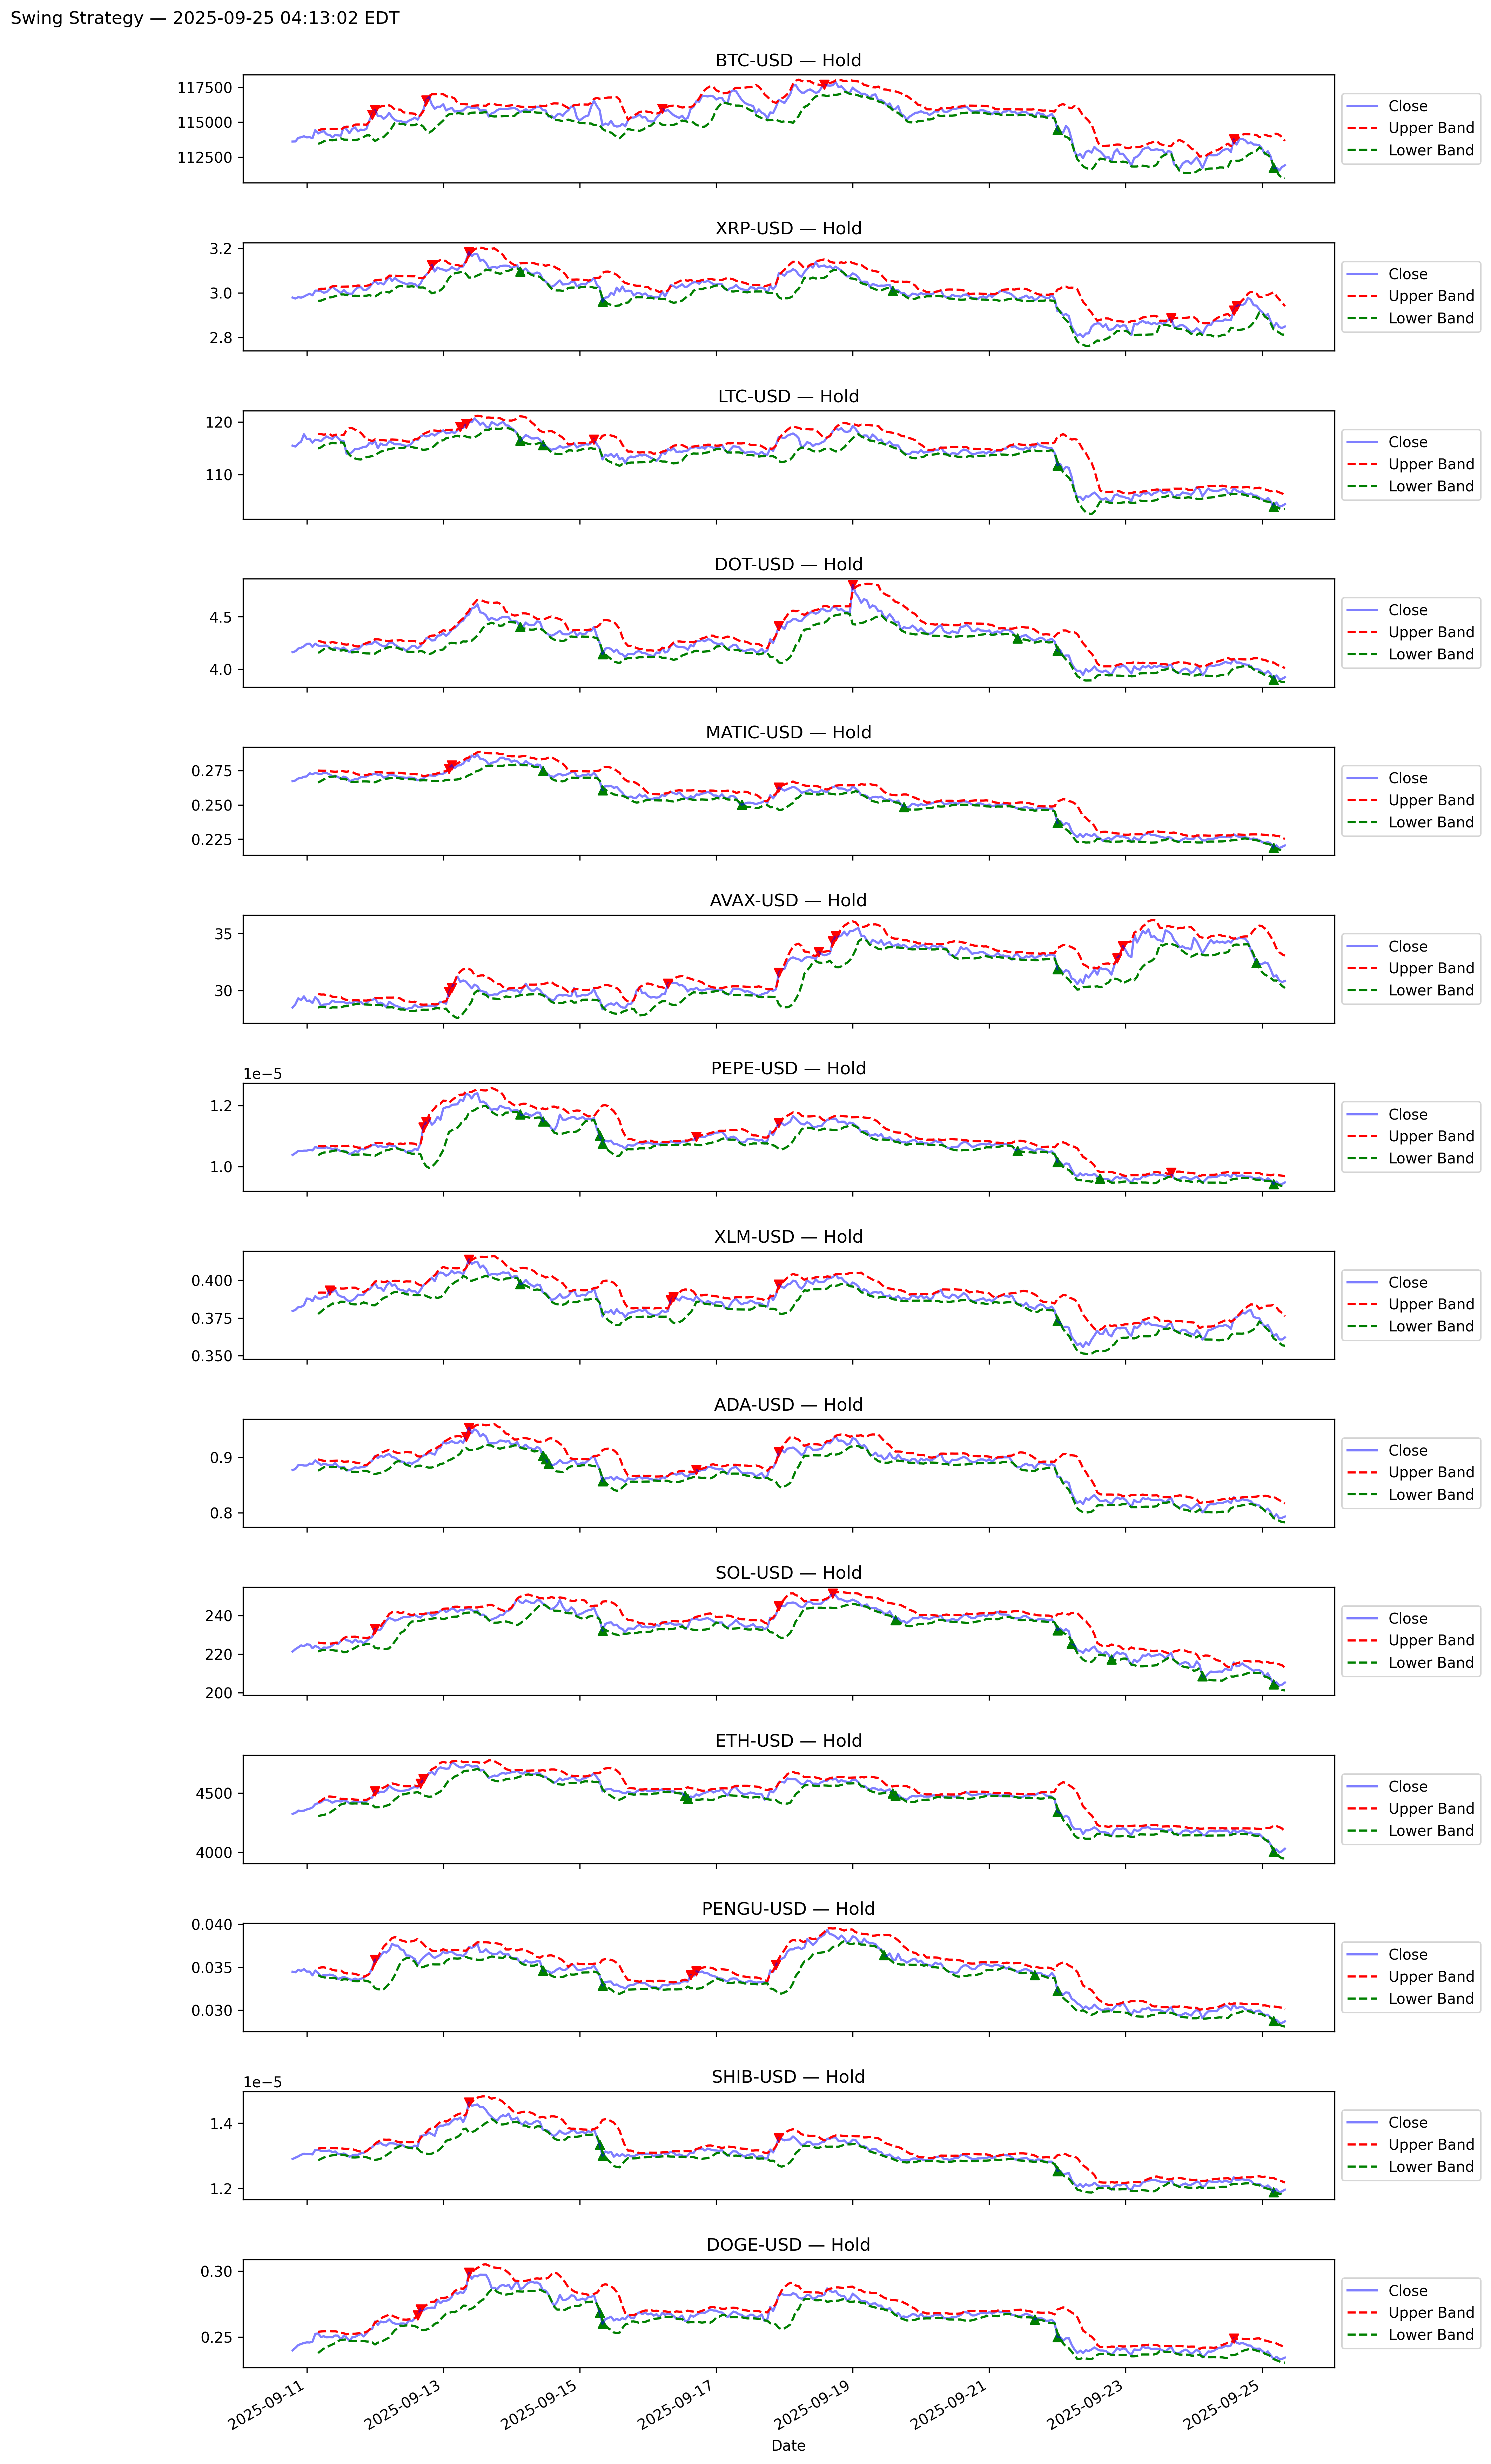 Swing Strategy — 2025-09-25 04:13:02 EDT
BTC-USD — Hold
117500
115000
112500
Close
Upper Band
Lower Band
XRP-USD — Hold
3.2
3.0
2.8
Close
Upper Band
Lower Band
LTC-USD — Hold
120
110
Close
Upper Band
Lower Band
DOT-USD — Hold
4.5
4.0
Close
Upper Band
Lower Band
MATIC-USD — Hold
0.275
0.250
0.225
Close
Upper Band
Lower Band
AVAX-USD — Hold
35
30
Close
Upper Band
Lower Band
PEPE-USD — Hold
1e−5
1.2
1.0
Close
Upper Band
Lower Band
XLM-USD — Hold
0.400
0.375
0.350
Close
Upper Band
Lower Band
ADA-USD — Hold
0.9
0.8
Close
Upper Band
Lower Band
SOL-USD — Hold
240
220
200
Close
Upper Band
Lower Band
ETH-USD — Hold
4500
4000
Close
Upper Band
Lower Band
PENGU-USD — Hold
0.040
0.035
0.030
Close
Upper Band
Lower Band
SHIB-USD — Hold
1e−5
1.4
1.2
Close
Upper Band
Lower Band
DOGE-USD — Hold
0.30
0.25
Close
Upper Band
Lower Band
2025-09-11
2025-09-13
2025-09-15
2025-09-17
2025-09-19
2025-09-21
2025-09-23
2025-09-25
Date